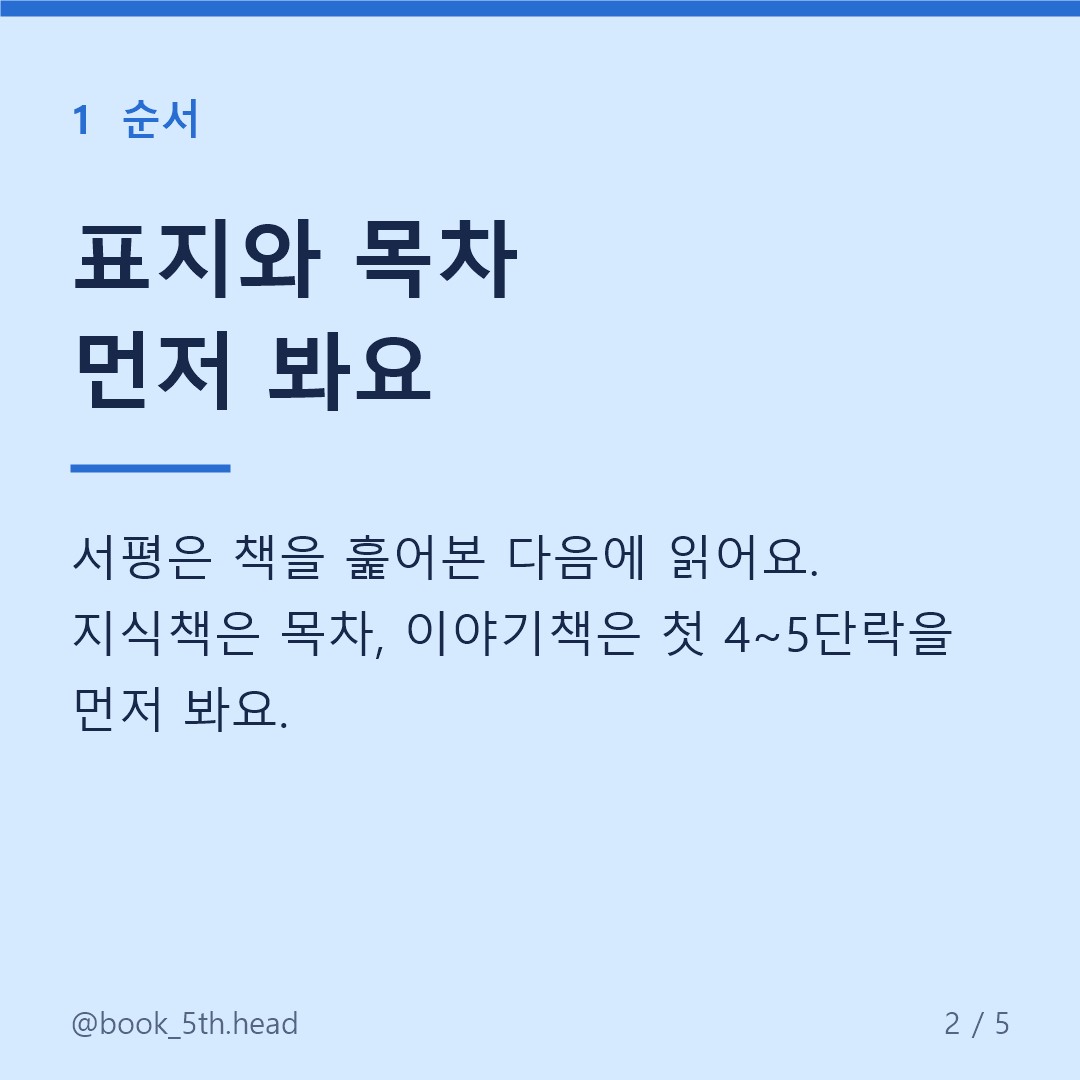 1 순서
표지와 목차
먼저 봐요
서평은 책을 훑어본 다음에 읽어요.
지식책은 목차, 이야기책은 첫 4~5단락을
먼저 봐요.
@book_5th.head
2 / 5